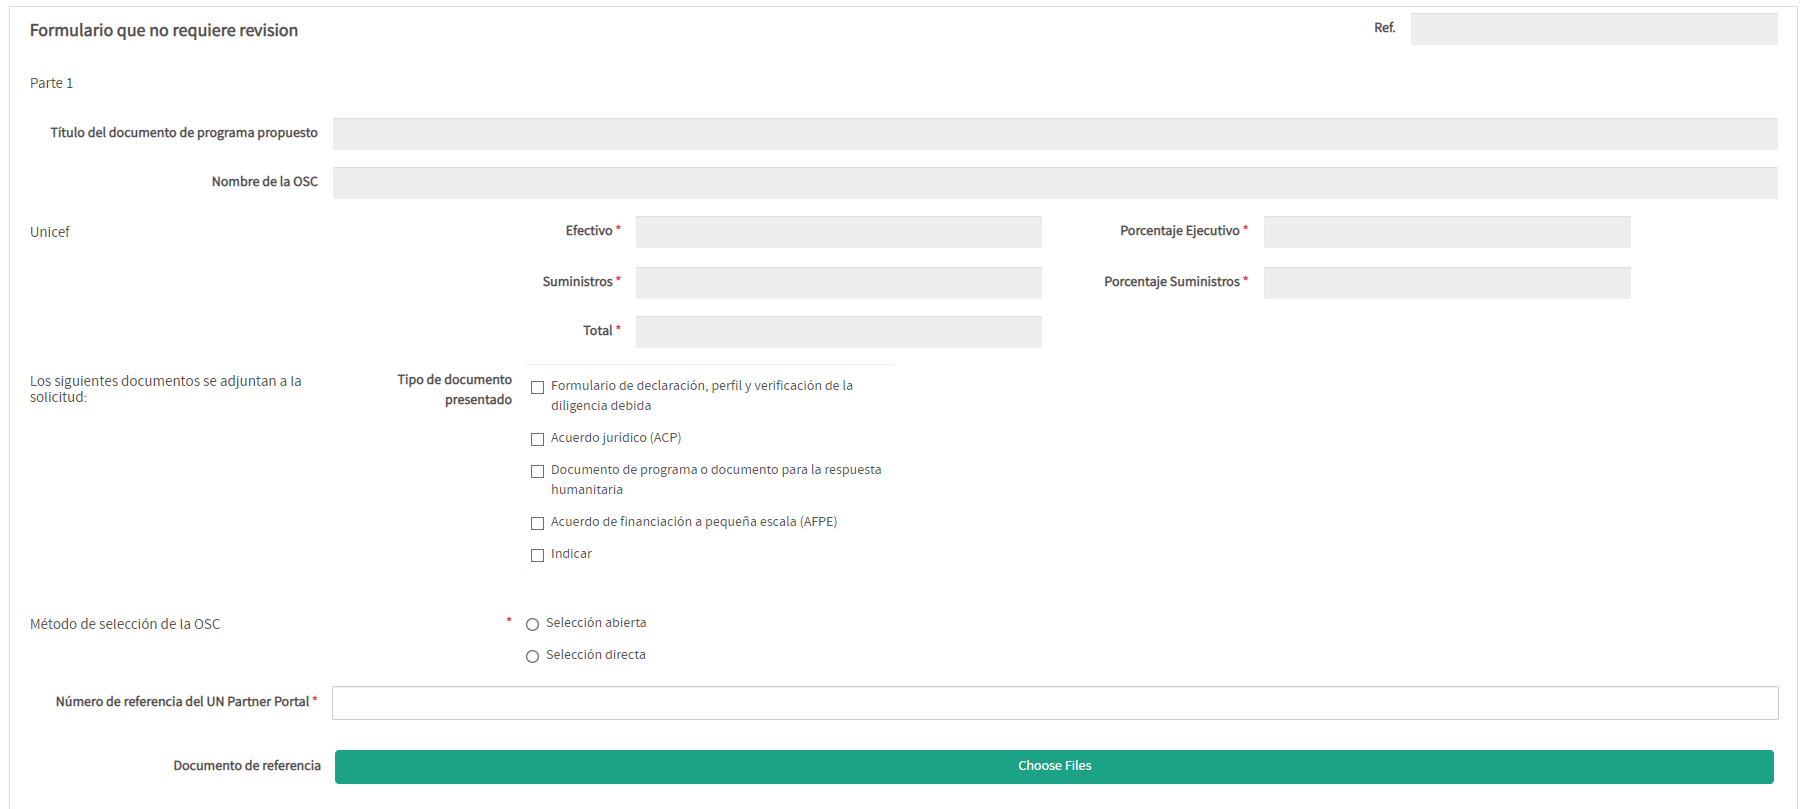 Formulario que no requiere revision
Ref.
Parte 1
Título del documento de programa propuesto
Nombre de la OSC
Unicef
Efectivo *
Porcentaje Ejecutivo *
Suministros *
Porcentaje Suministros *
Total *
Los siguientes documentos se adjuntan a la
solicitud:
Tipo de documento
presentado
Formulario de declaración, perfil y verificación de la
diligencia debida
Acuerdo jurídico (ACP)
Documento de programa o documento para la respuesta
humanitaria
Acuerdo de financiación a pequeña escala (AFPE)
Indicar
Método de selección de la OSC
*
Selección abierta
Selección directa
Número de referencia del UN Partner Portal *
Documento de referencia
Choose Files